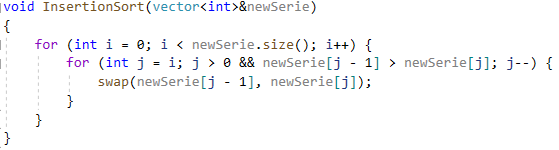 void InsertionSort(vector<int>&newSerie)
{
    for (int i = 0; i < newSerie.size(); i++) {
        for (int j = i; j > 0 && newSerie[j - 1] > newSerie[j]; j--) {
            swap(newSerie[j - 1], newSerie[j]);
        }
    }
}